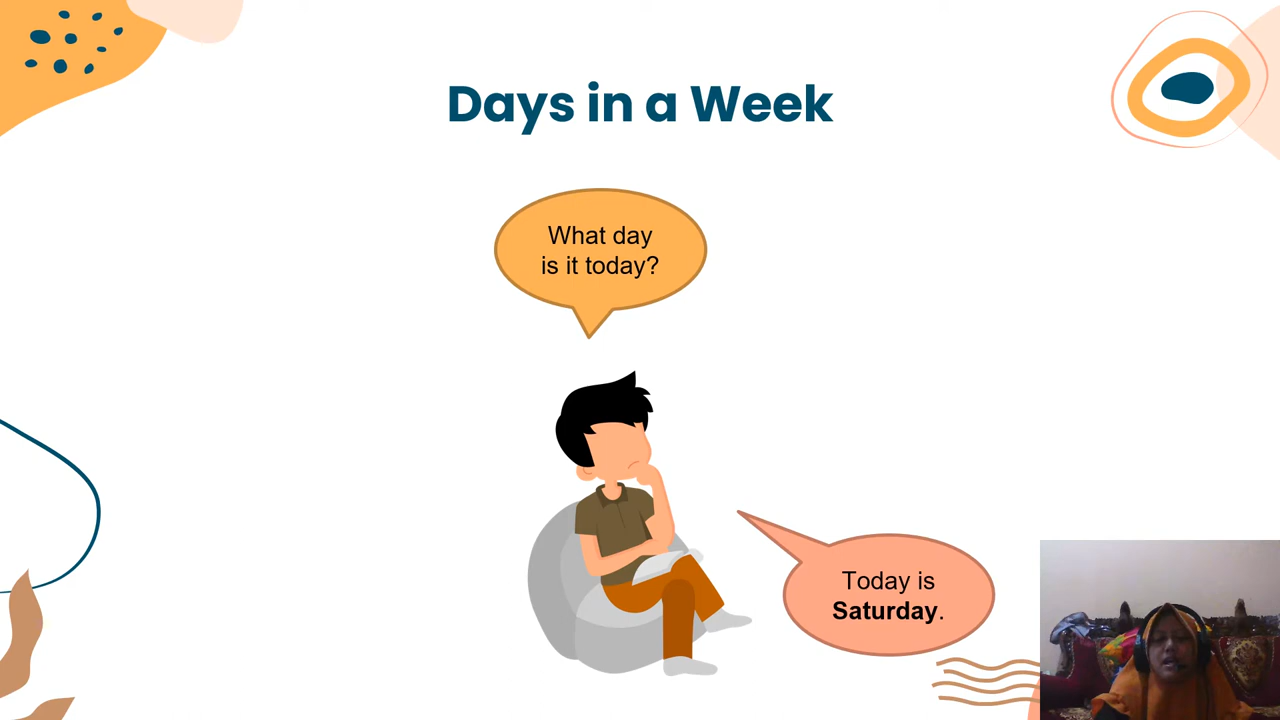 Days in a Week
What day
is it today?
Today is
Saturday.